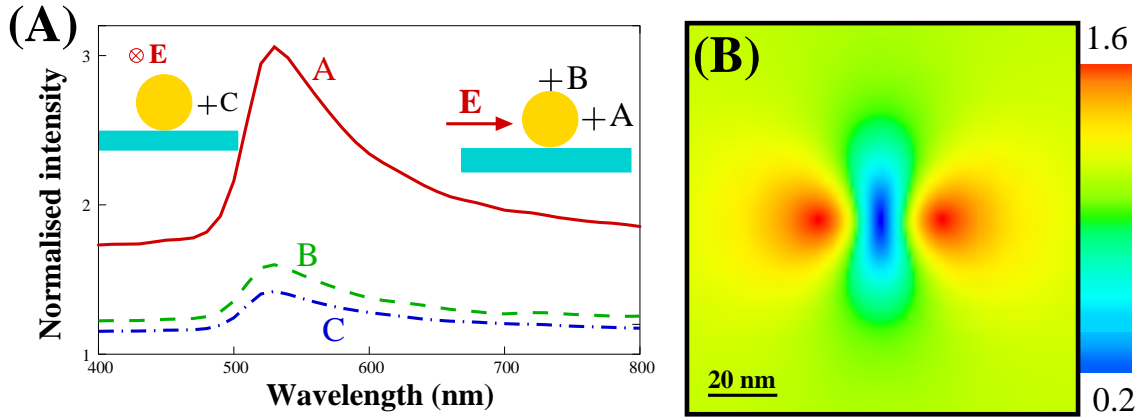 (A)
Normalised intensity
3
2
1
⊗ E
+C
A
E
+B
+A
B
C
400
500
600
700
800
Wavelength (nm)
(B)
20 nm
1.6
0.2